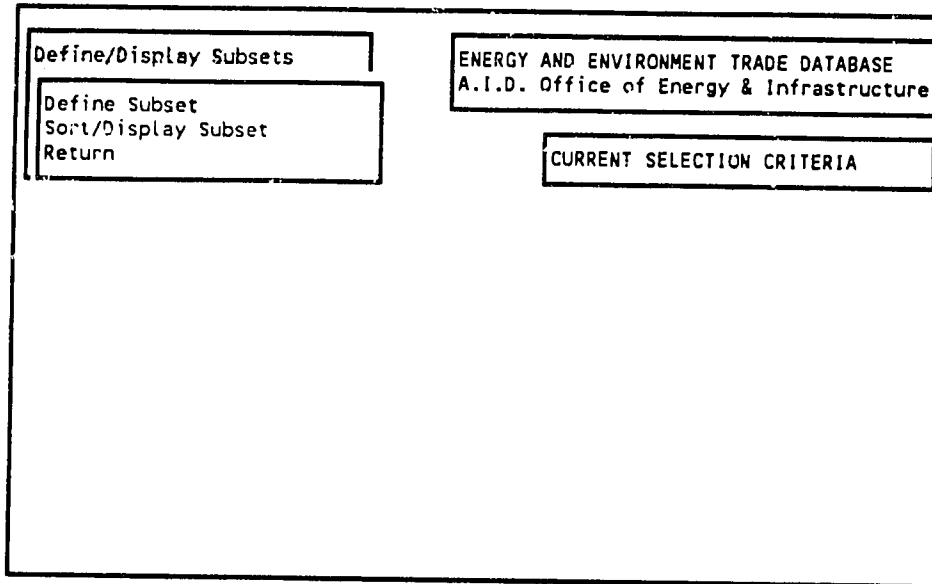 Define/Display Subsets
Define Subset
Sort/Display Subset
Return
ENERGY AND ENVIRONMENT TRADE DATABASE
A.I.D. Office of Energy & Infrastructure
CURRENT SELECTION CRITERIA